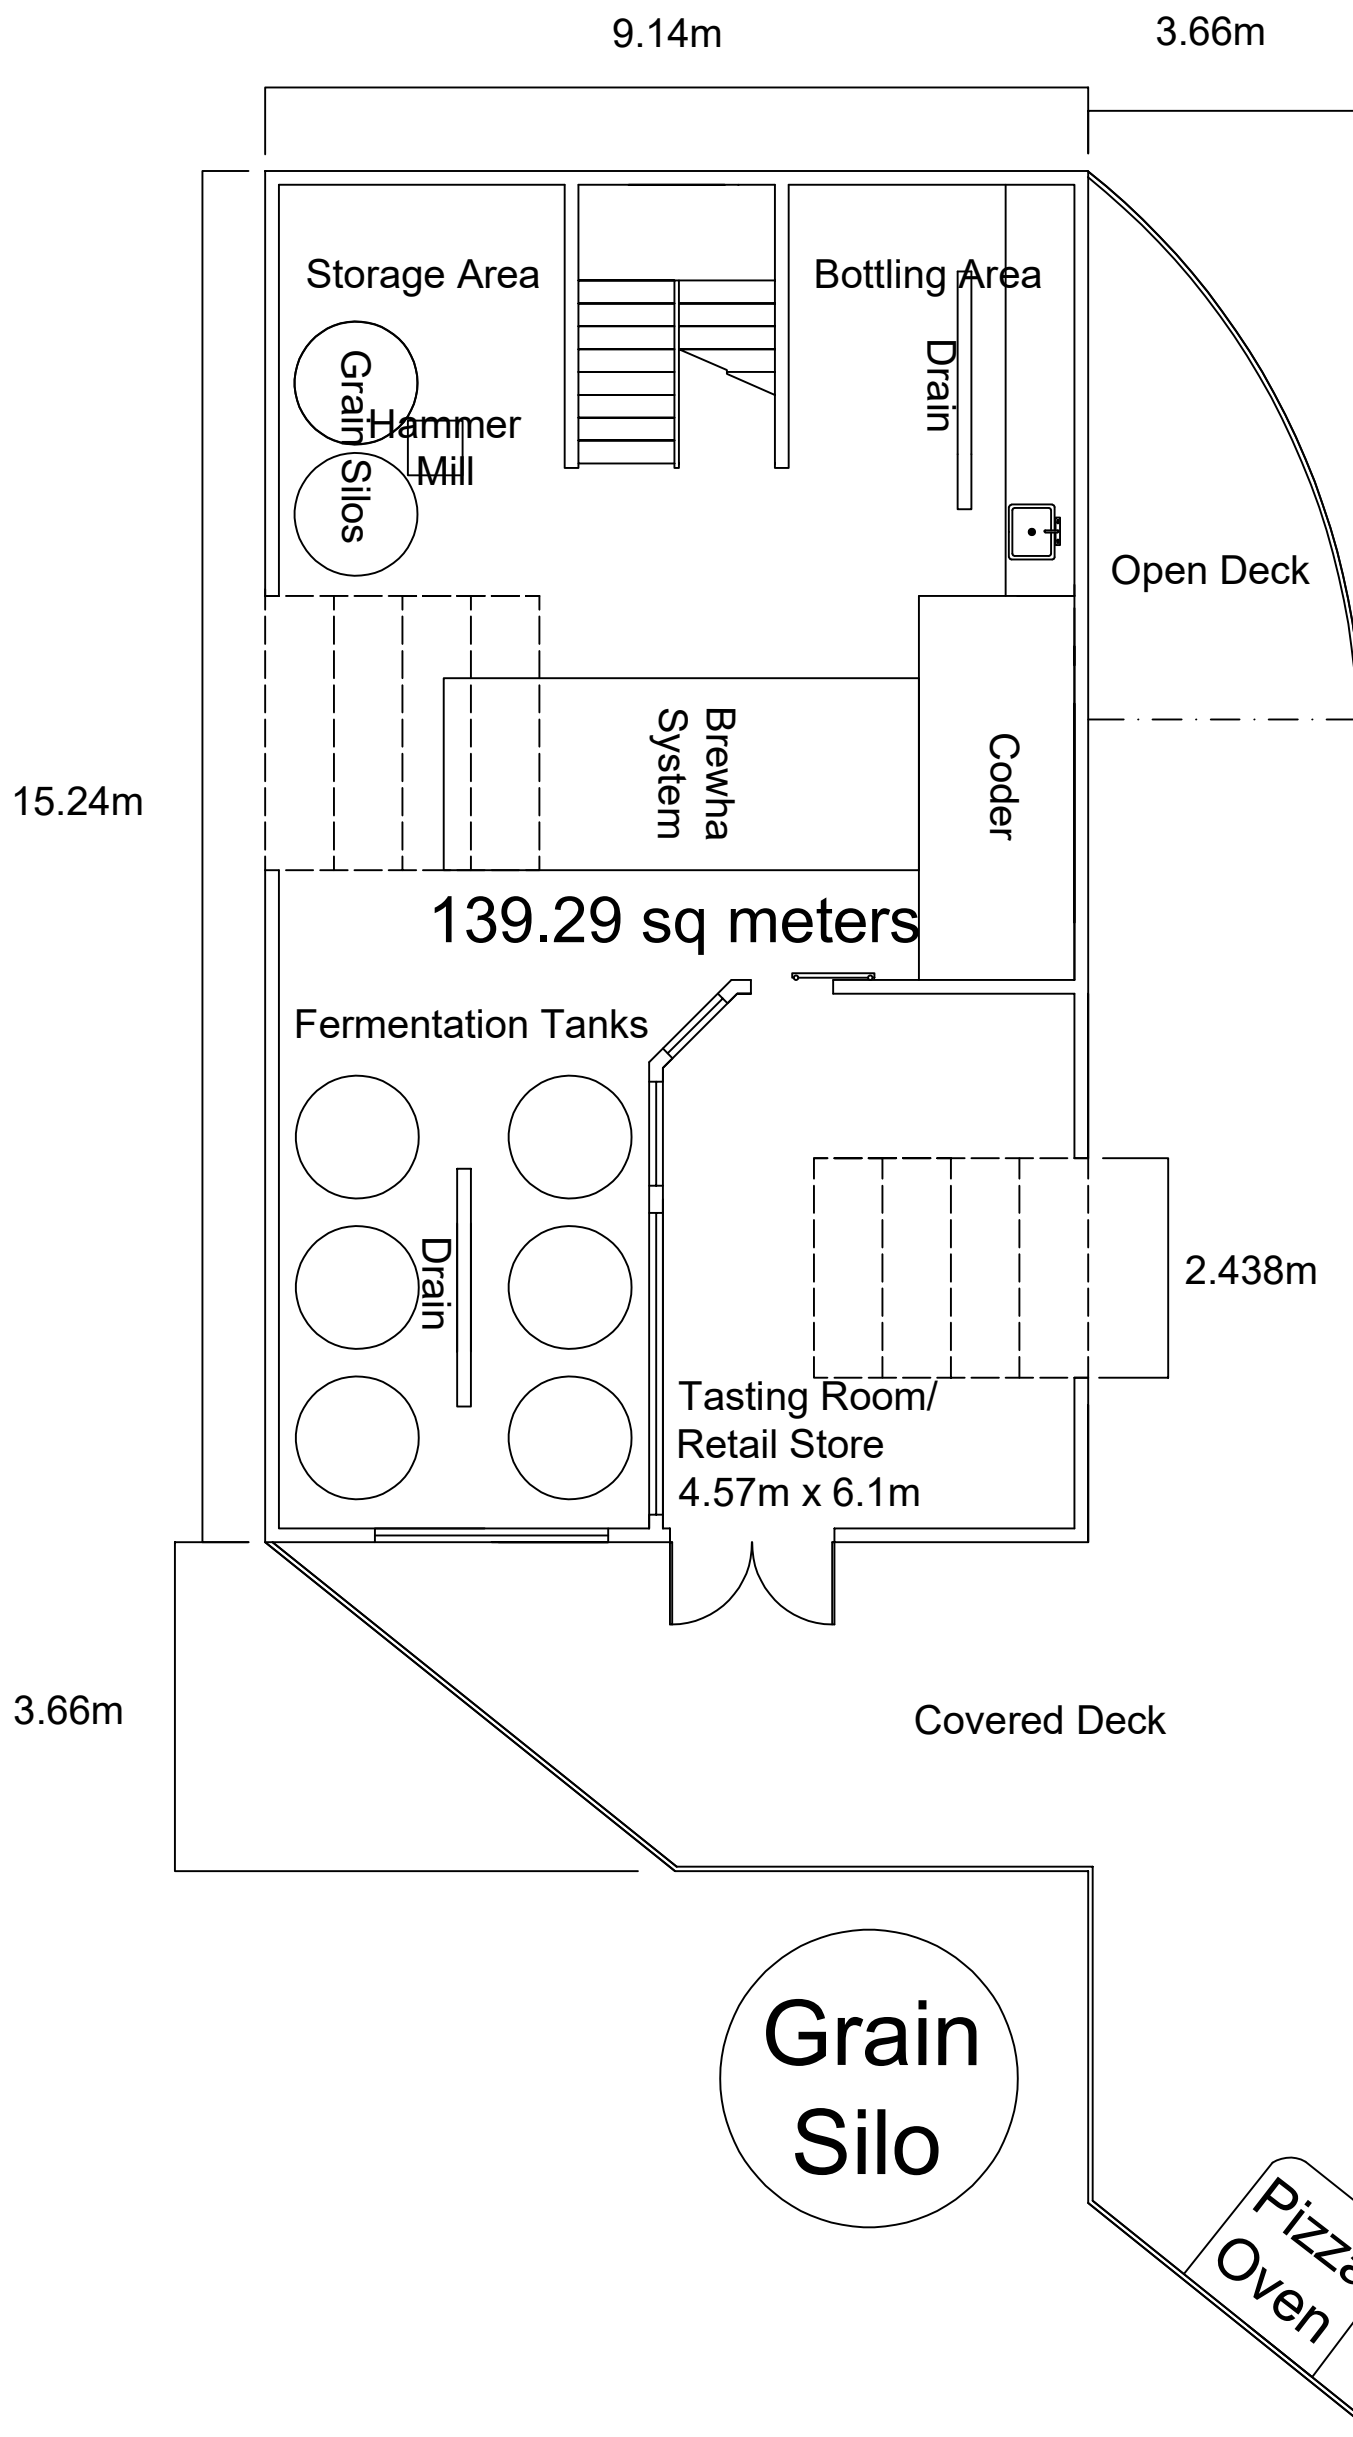 9.14m
3.66m
Storage Area
Bottling Area
Grain Silos
Hammer
Mill
Drain
Open Deck
Brewha
System
Coder
15.24m
139.29 sq meters
Fermentation Tanks
Drain
2.438m
Tasting Room/
Retail Store
4.57m x 6.1m
3.66m
Covered Deck
Grain
Silo
Pizza
Oven